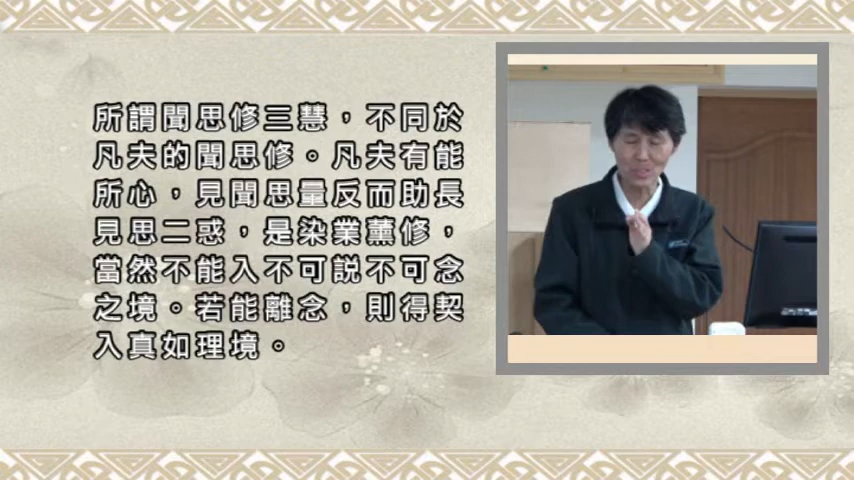 所謂聞思修三慧，不同於
凡夫的聞思修。凡夫有能
所心，見聞思量反而助長
見思二惑，是染業薰修，
當然不能入不可說不可念
之境。若能離念，則得契
入真如理境。